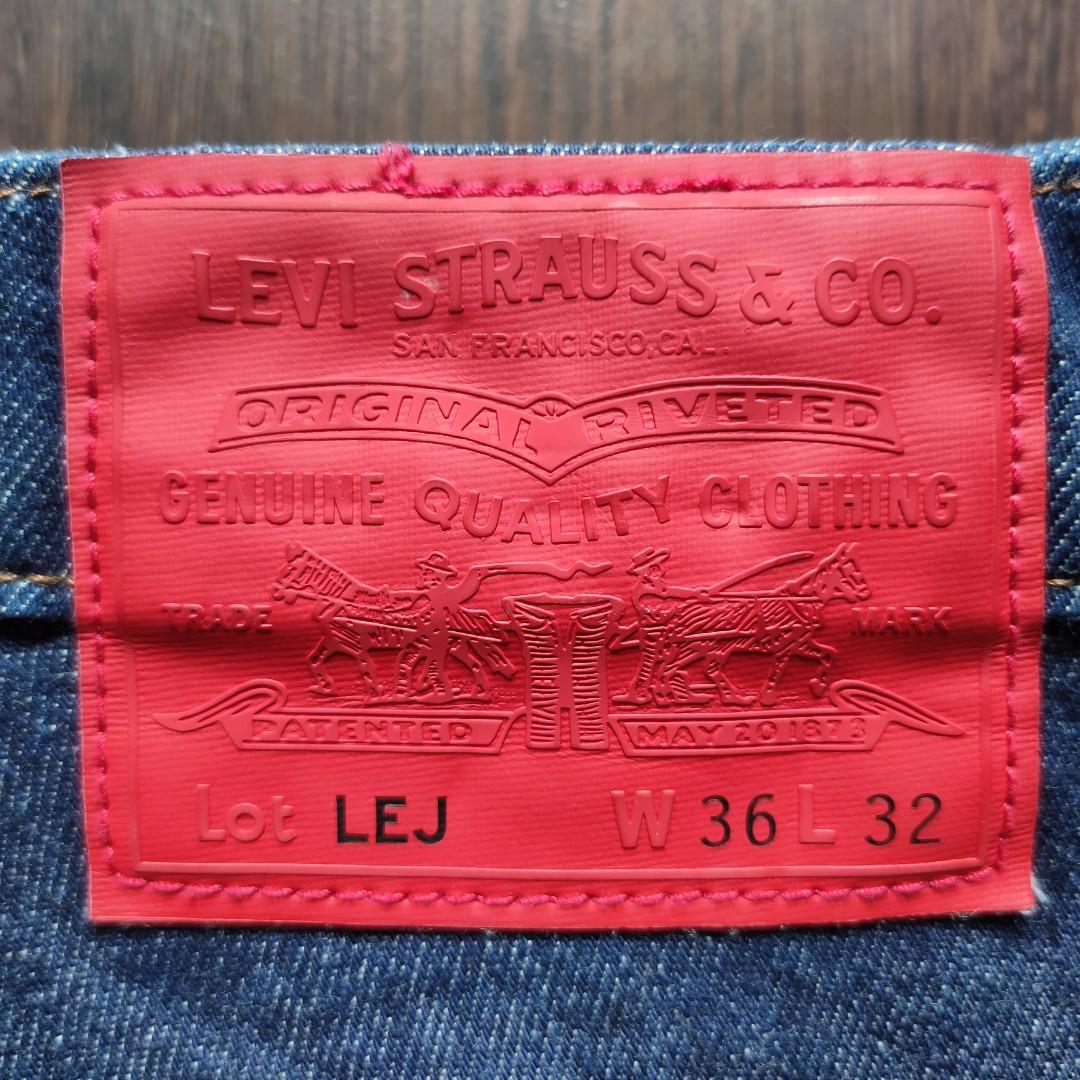 LEVI STRAUSS & CO.
SAN FRANCISCO, CAL.
ORIGINAL RIVETED
GENUINE QUALITY CLOTHING
TRADE MARK
PATENTED MAY 20 1873
Lot LEJ W 36 L 32